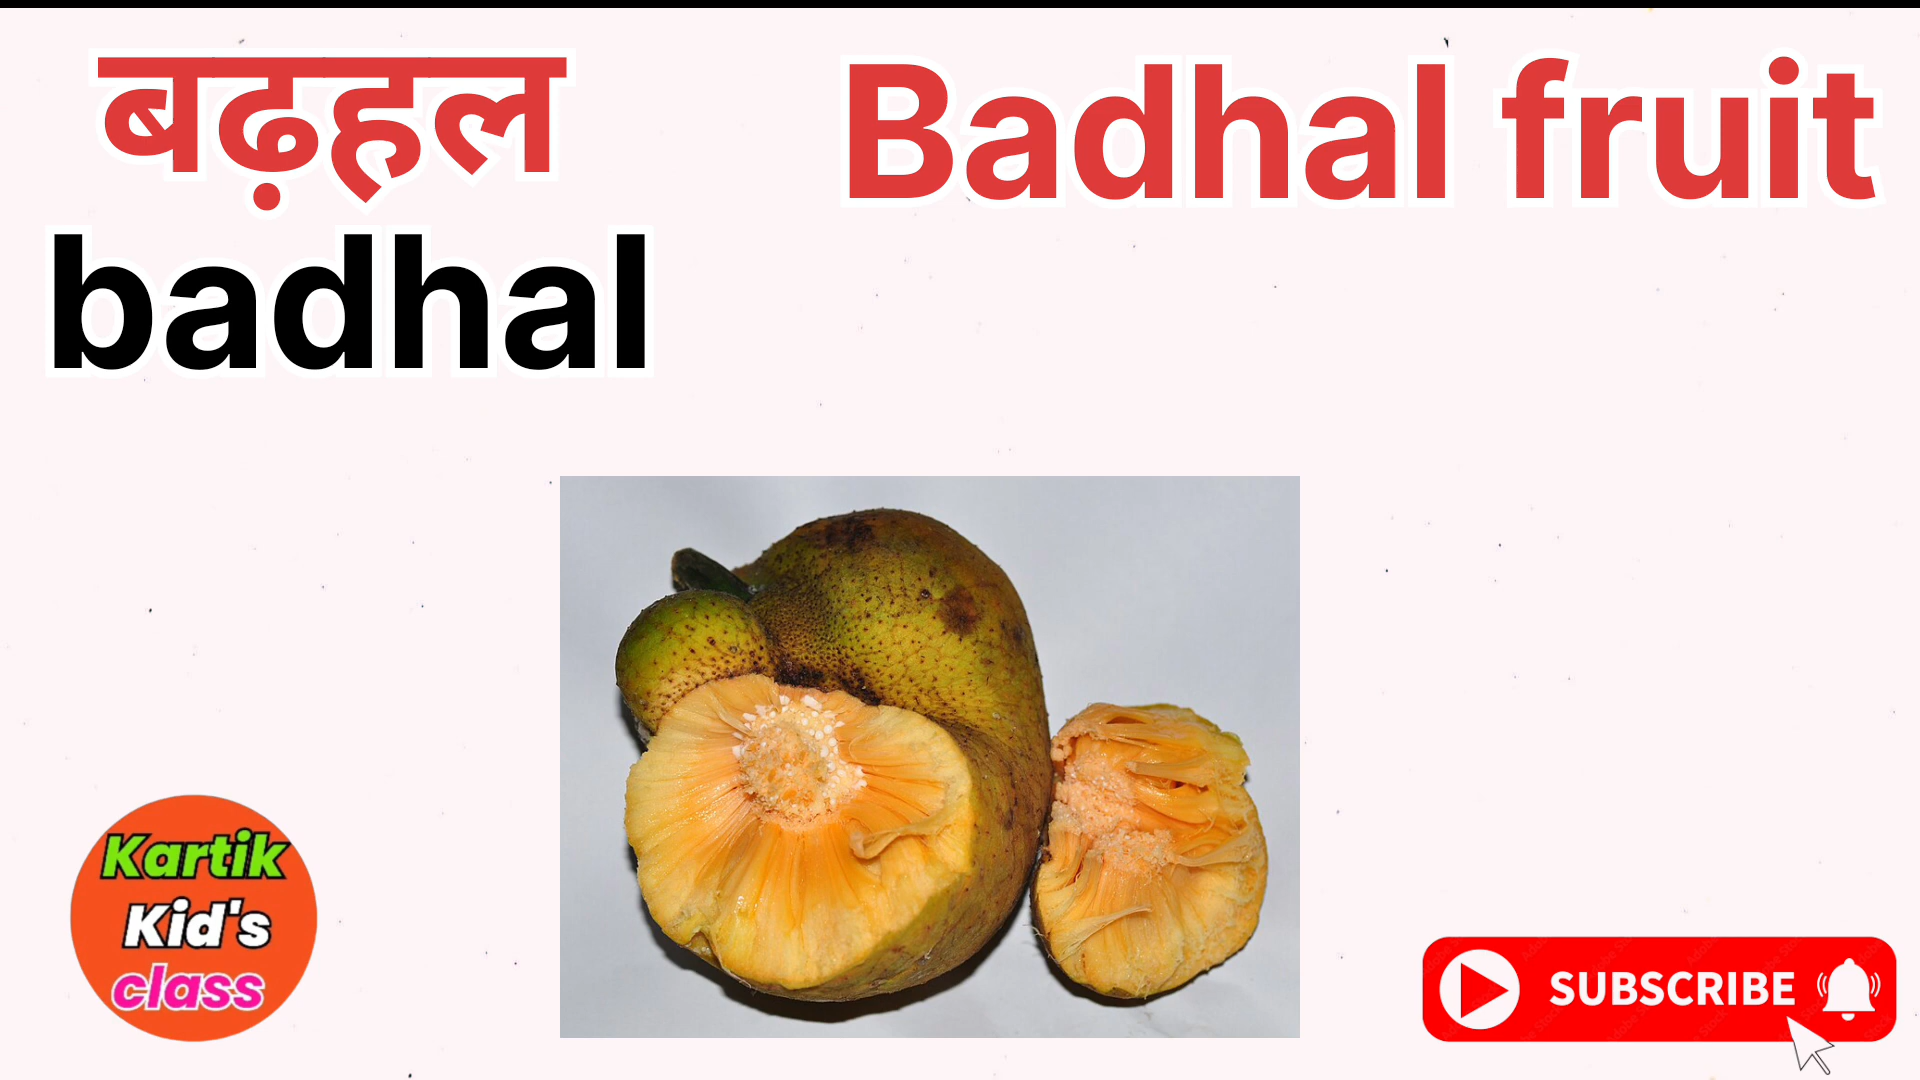 बढ़हल
badhal
Badhal fruit
Kartik
Kid's
class
SUBSCRIBE